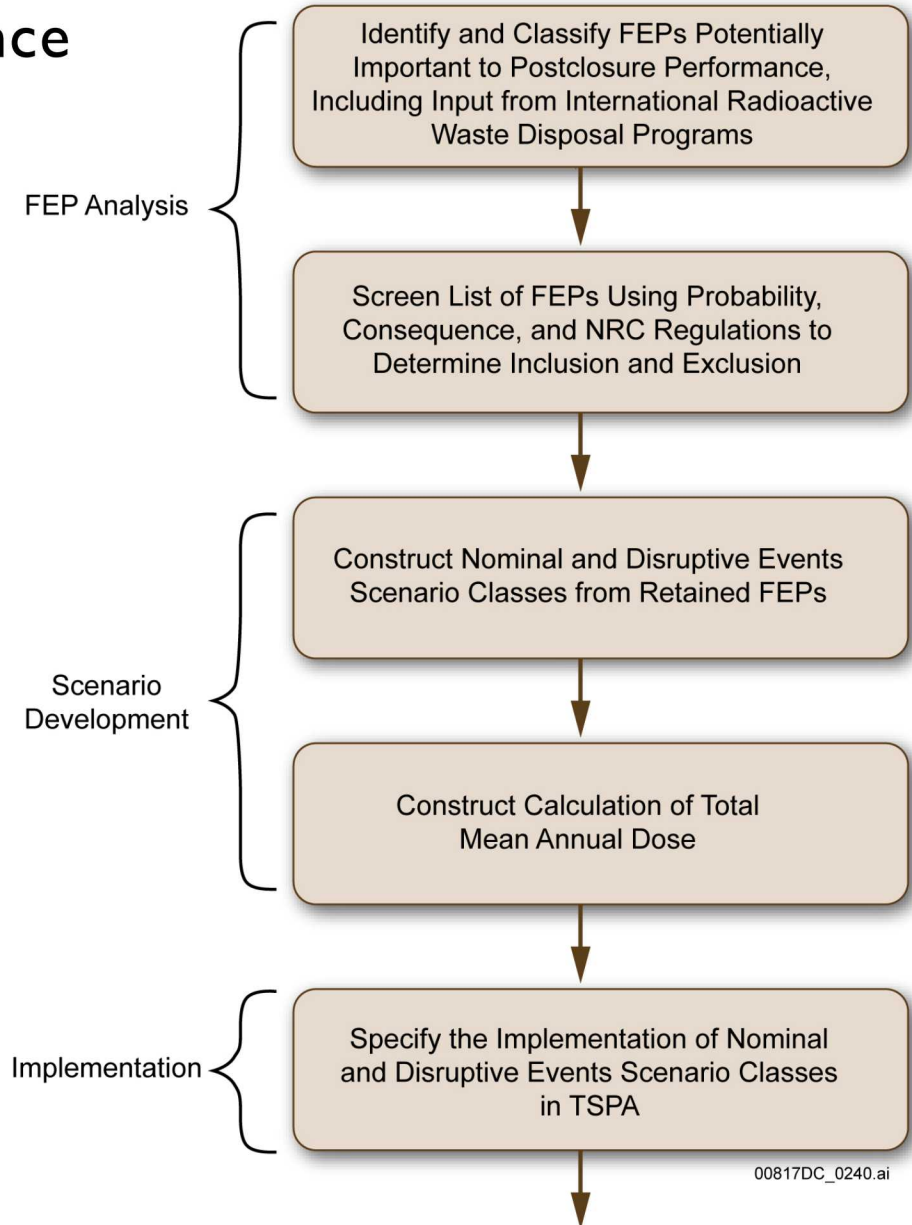 Identify and Classify FEPs Potentially
Important to Postclosure Performance,
Including Input from International Radioactive
Waste Disposal Programs
FEP Analysis
Screen List of FEPs Using Probability,
Consequence, and NRC Regulations to
Determine Inclusion and Exclusion
Construct Nominal and Disruptive Events
Scenario Classes from Retained FEPs
Scenario
Development
Construct Calculation of Total
Mean Annual Dose
Implementation
Specify the Implementation of Nominal
and Disruptive Events Scenario Classes
in TSPA
00817DC_0240.ai